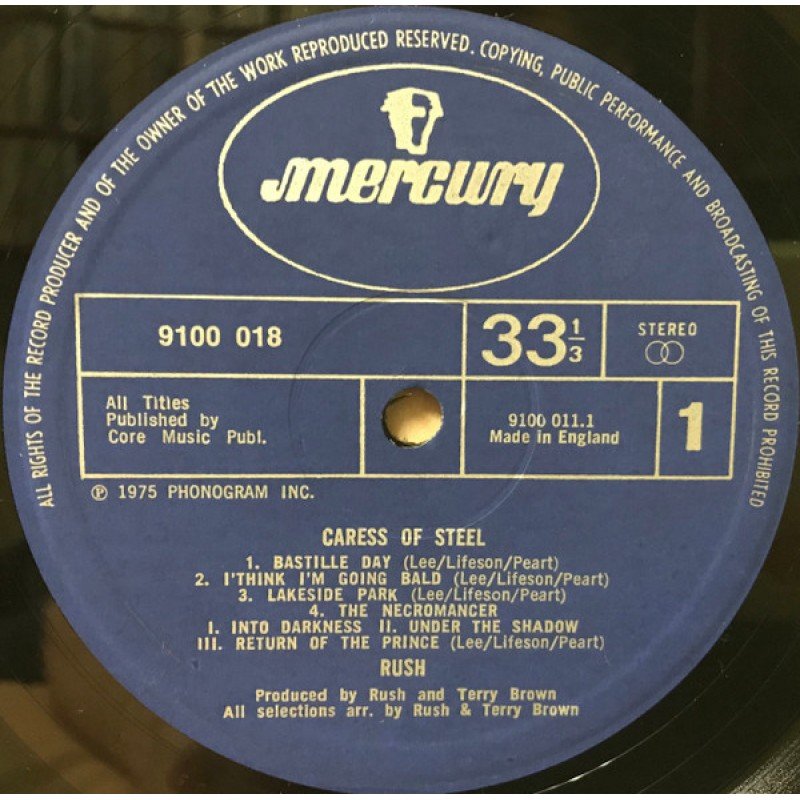 ALL RIGHTS OF THE RECORD PRODUCER AND OF THE OWNER OF THE WORK REPRODUCED RESERVED. COPYING, PUBLIC PERFORMANCE AND BROADCASTING OF THIS RECORD PROHIBITED
mercury
9100 018
33 1/3
STEREO
All Titles
Published by
Core Music Publ.
9100 011.1
Made in England
1
Ⓟ 1975 PHONOGRAM INC.
CARESS OF STEEL
1. BASTILLE DAY (Lee/Lifeson/Peart)
2. I'THINK I'M GOING BALD (Lee/Lifeson/Peart)
3. LAKESIDE PARK (Lee/Lifeson/Peart)
4. THE NECROMANCER
I. INTO DARKNESS II. UNDER THE SHADOW
III. RETURN OF THE PRINCE (Lee/Lifeson/Peart)
RUSH
Produced by Rush and Terry Brown
All selections arr. by Rush & Terry Brown